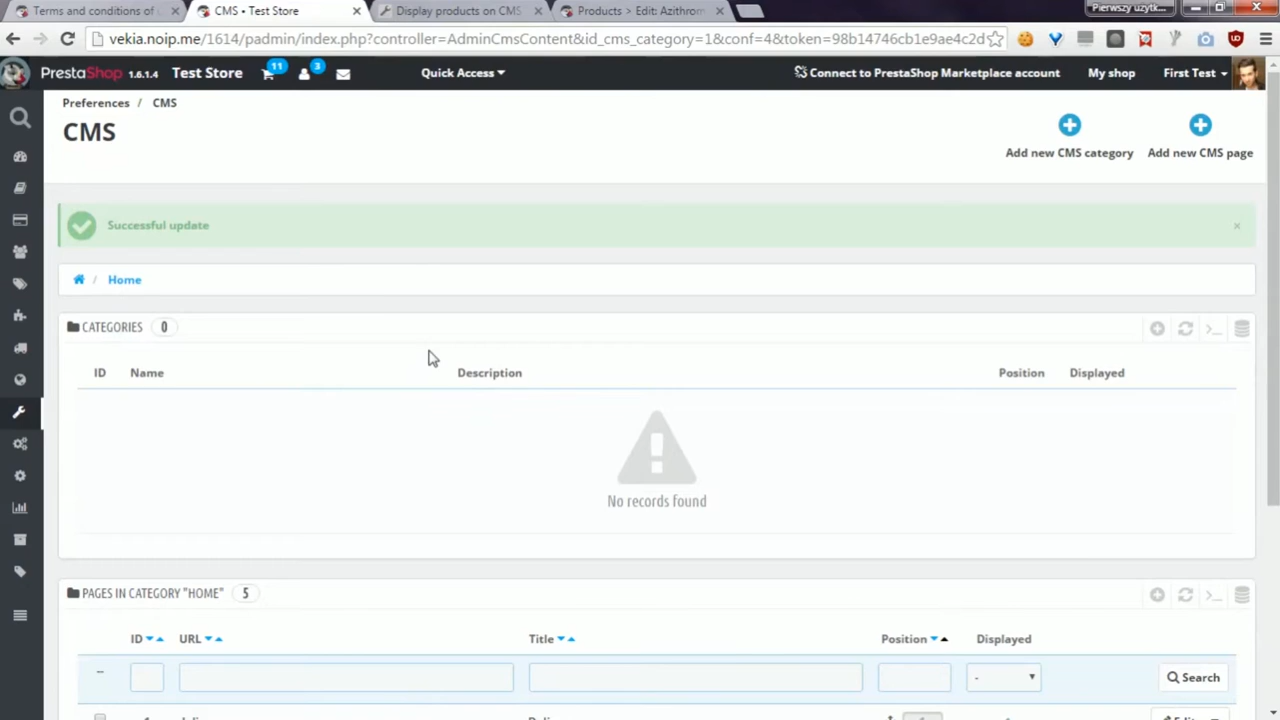 Terms and conditions of
CMS • Test Store
Display products on CMS
Products > Edit: Azithrom
Pierwszy użytk...
vekia.noip.me/1614/padmin/index.php?controller=AdminCmsContent&id_cms_category=1&conf=4&token=98b14746cb1e9ae4c2d
PrestaShop 1.6.1.4 Test Store 11 3 Quick Access Connect to PrestaShop Marketplace account My shop First Test
Preferences / CMS
CMS
Add new CMS category Add new CMS page
Successful update ×
/ Home
CATEGORIES 0
ID Name Description Position Displayed
No records found
PAGES IN CATEGORY "HOME" 5
ID URL Title Position Displayed
-- - Search